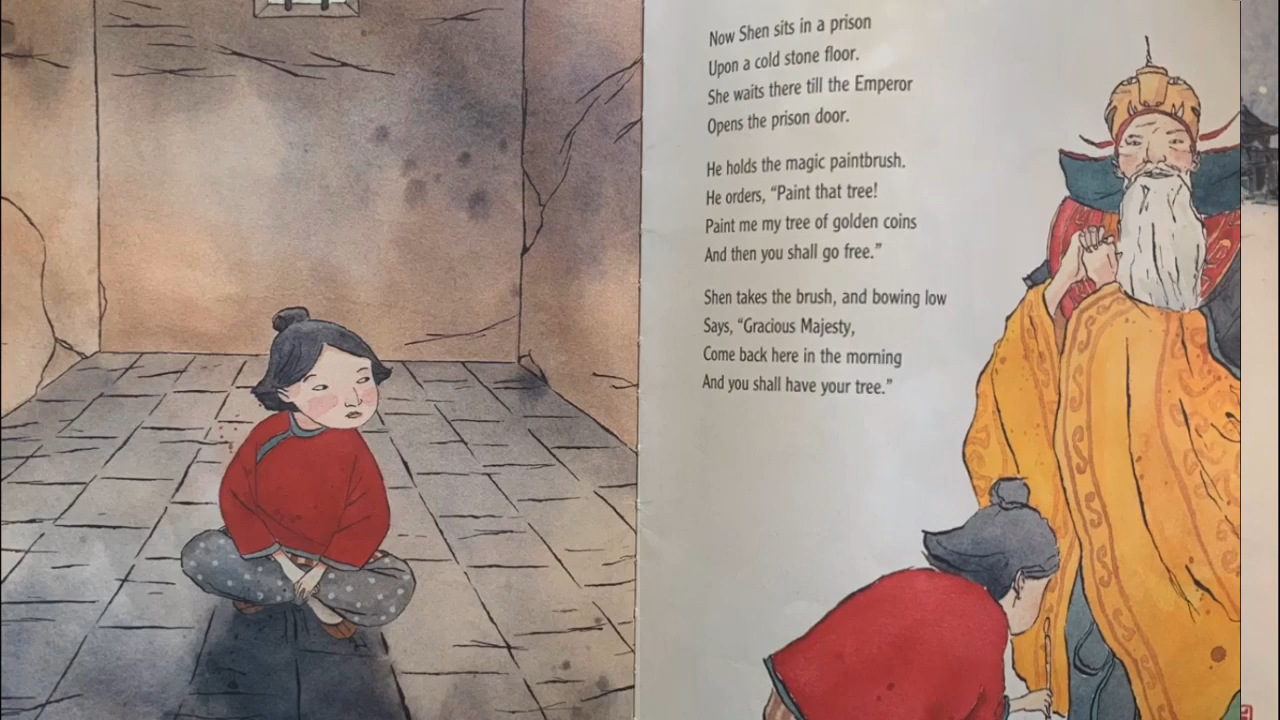 Now Shen sits in a prison
Upon a cold stone floor.
She waits there till the Emperor
Opens the prison door.
He holds the magic paintbrush.
He orders, “Paint that tree!
Paint me my tree of golden coins
And then you shall go free.”
Shen takes the brush, and bowing low
Says, “Gracious Majesty,
Come back here in the morning
And you shall have your tree.”